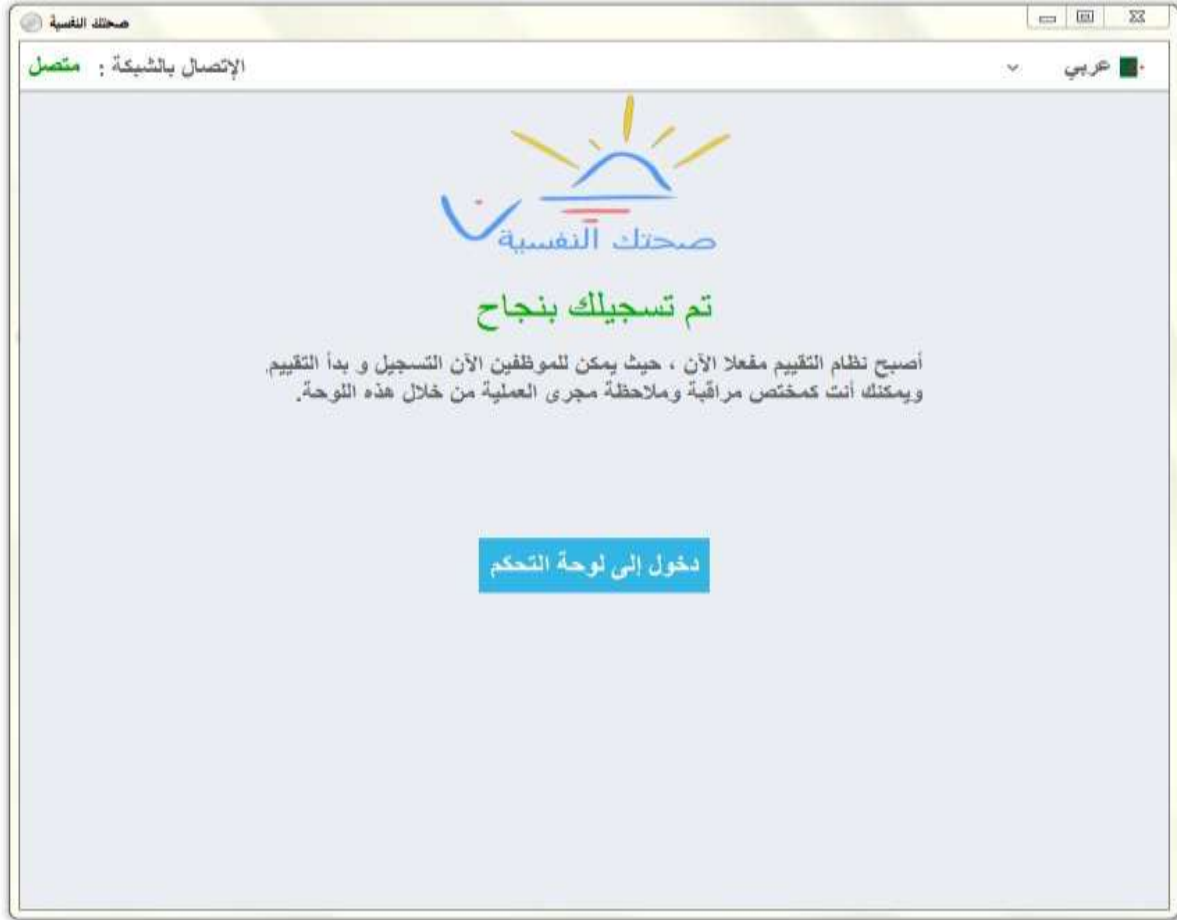 صحتك النفسية
عربي
الإتصال بالشبكة : متصل
صحتك النفسية
تم تسجيلك بنجاح
أصبح نظام التقييم مفعلا الآن ، حيث يمكن للموظفين الآن التسجيل و بدأ التقييم.
ويمكنك أنت كمختص مراقبة وملاحظة مجرى العملية من خلال هذه اللوحة.
دخول إلى لوحة التحكم